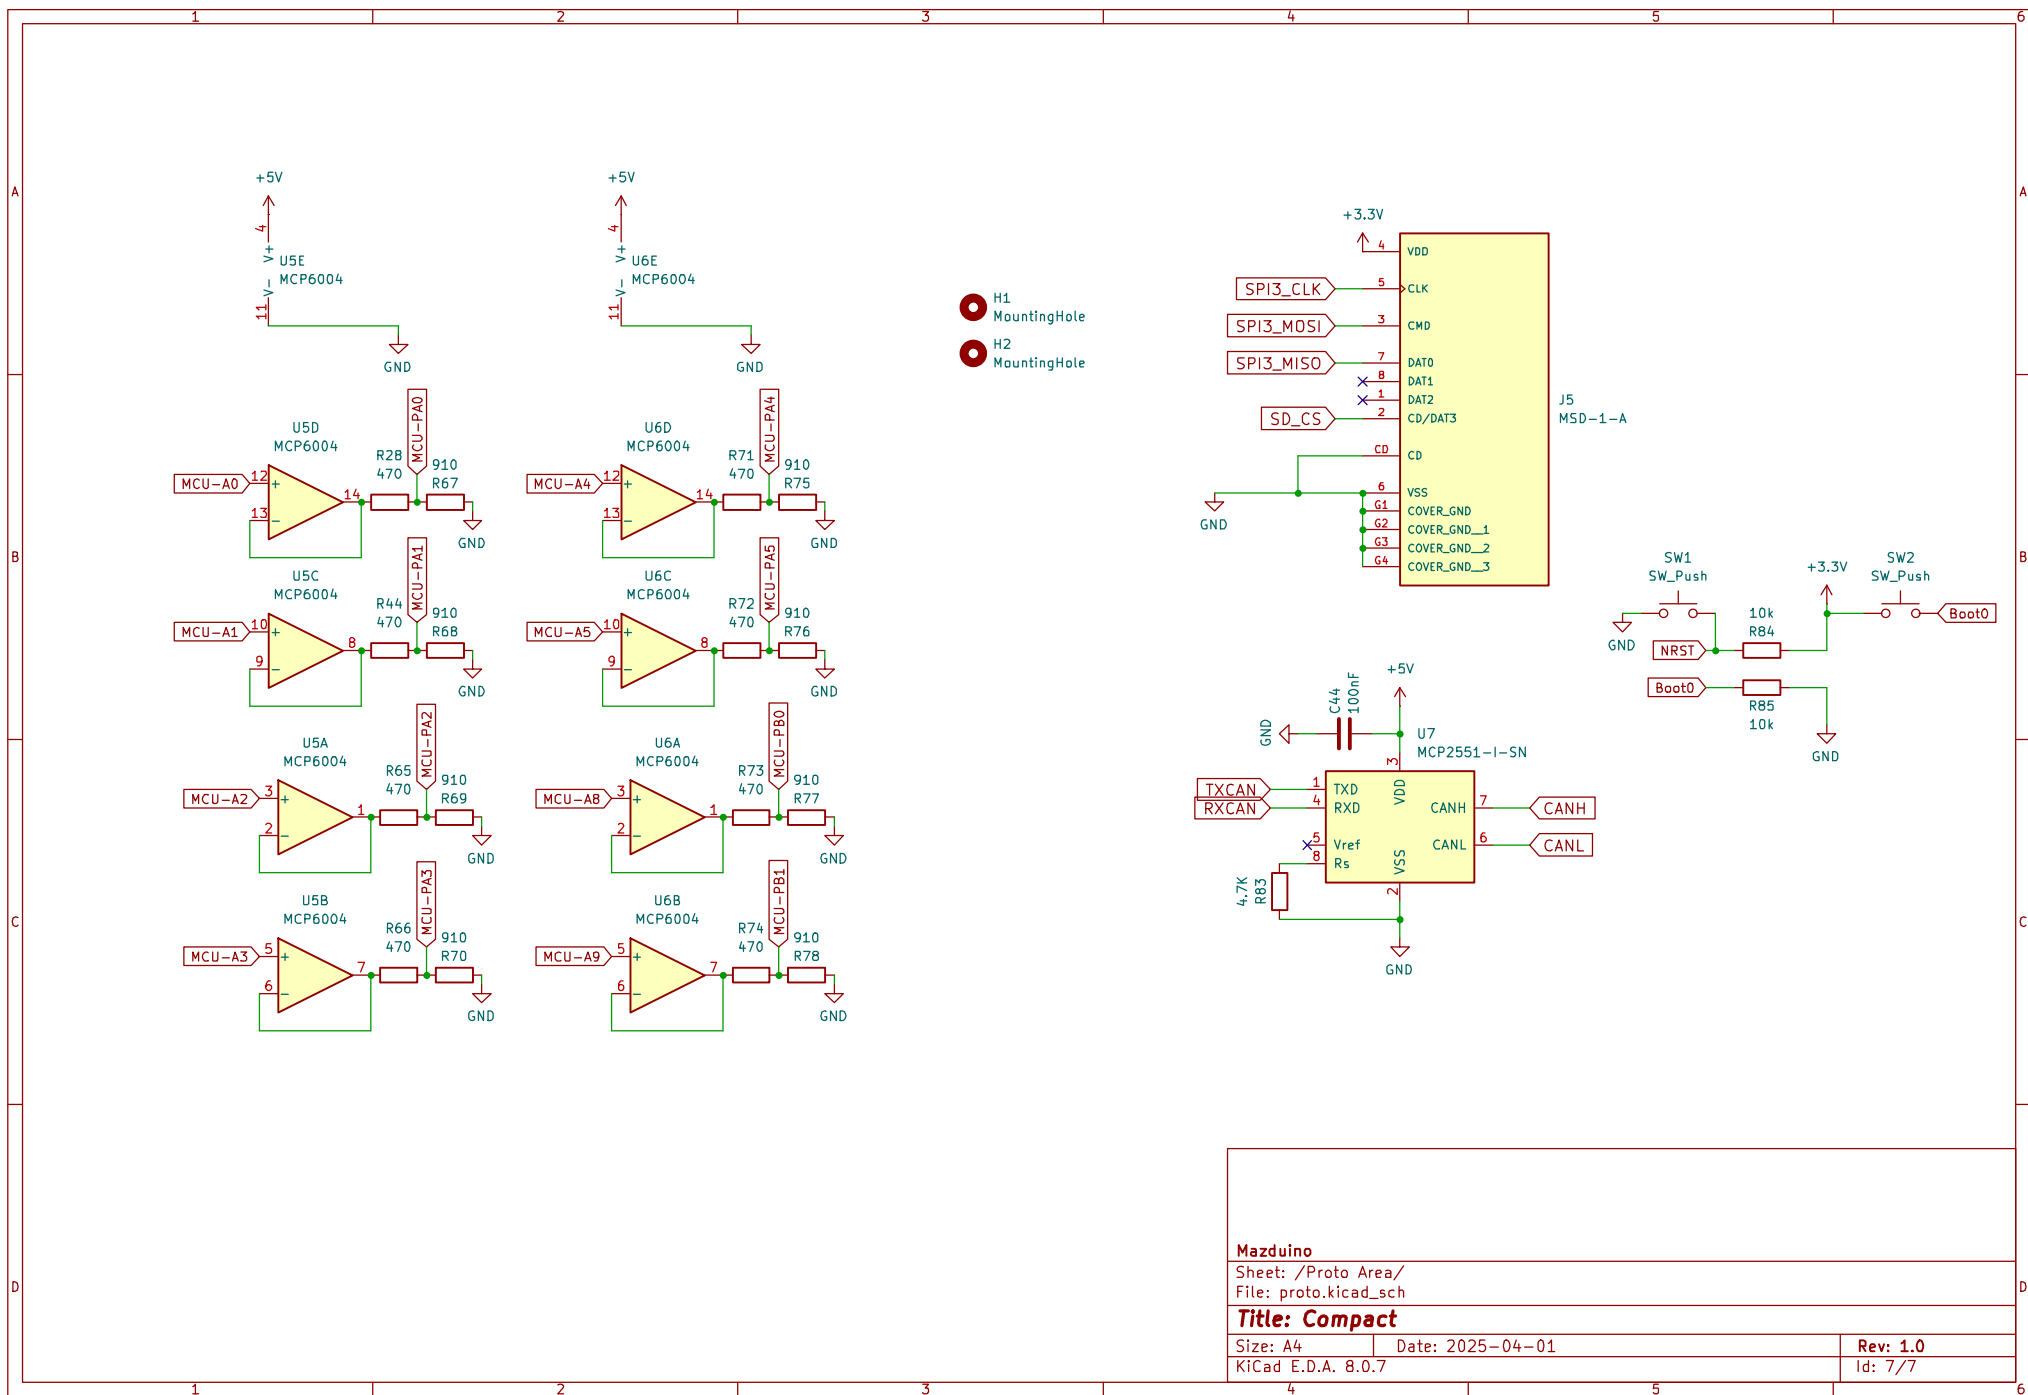 1 2 3 4 5 6
A
B
C
D
+5V
4
V+
V-
11
U5E
MCP6004
GND
+5V
4
V+
V-
11
U6E
MCP6004
GND
U5D
MCP6004
MCU-A0
12
+
13
-
14
R28
470
MCU-PA0
910
R67
GND
U5C
MCP6004
MCU-A1
10
+
9
-
8
R44
470
MCU-PA1
910
R68
GND
U5A
MCP6004
MCU-A2
3
+
2
-
1
R65
470
MCU-PA2
910
R69
GND
U5B
MCP6004
MCU-A3
5
+
6
-
7
R66
470
MCU-PA3
910
R70
GND
U6D
MCP6004
MCU-A4
12
+
13
-
14
R71
470
MCU-PA4
910
R75
GND
U6C
MCP6004
MCU-A5
10
+
9
-
8
R72
470
MCU-PA5
910
R76
GND
U6A
MCP6004
MCU-A8
3
+
2
-
1
R73
470
MCU-PB0
910
R77
GND
U6B
MCP6004
MCU-A9
5
+
6
-
7
R74
470
MCU-PB1
910
R78
GND
H1
MountingHole
H2
MountingHole
+3.3V
4 VDD
SPI3_CLK 5 CLK
SPI3_MOSI 3 CMD
SPI3_MISO 7 DAT0
8 DAT1
1 DAT2
SD_CS 2 CD/DAT3
CD CD
6 VSS
G1 COVER_GND
G2 COVER_GND__1
G3 COVER_GND__2
G4 COVER_GND__3
GND
J5
MSD-1-A
SW1
SW_Push
GND
NRST
10k
R84
+3.3V
SW2
SW_Push
Boot0
Boot0
R85
10k
GND
+5V
C44
100nF
GND
U7
MCP2551-I-SN
3
VDD
TXCAN 1 TXD
RXCAN 4 RXD
5 Vref
8 Rs
CANH 7 CANH
CANL 6 CANL
VSS
2
4.7K
R83
GND
Mazduino
Sheet: /Proto Area/
File: proto.kicad_sch
Title: Compact
Size: A4 Date: 2025-04-01 Rev: 1.0
KiCad E.D.A. 8.0.7 Id: 7/7
A
B
C
D
1 2 3 4 5 6